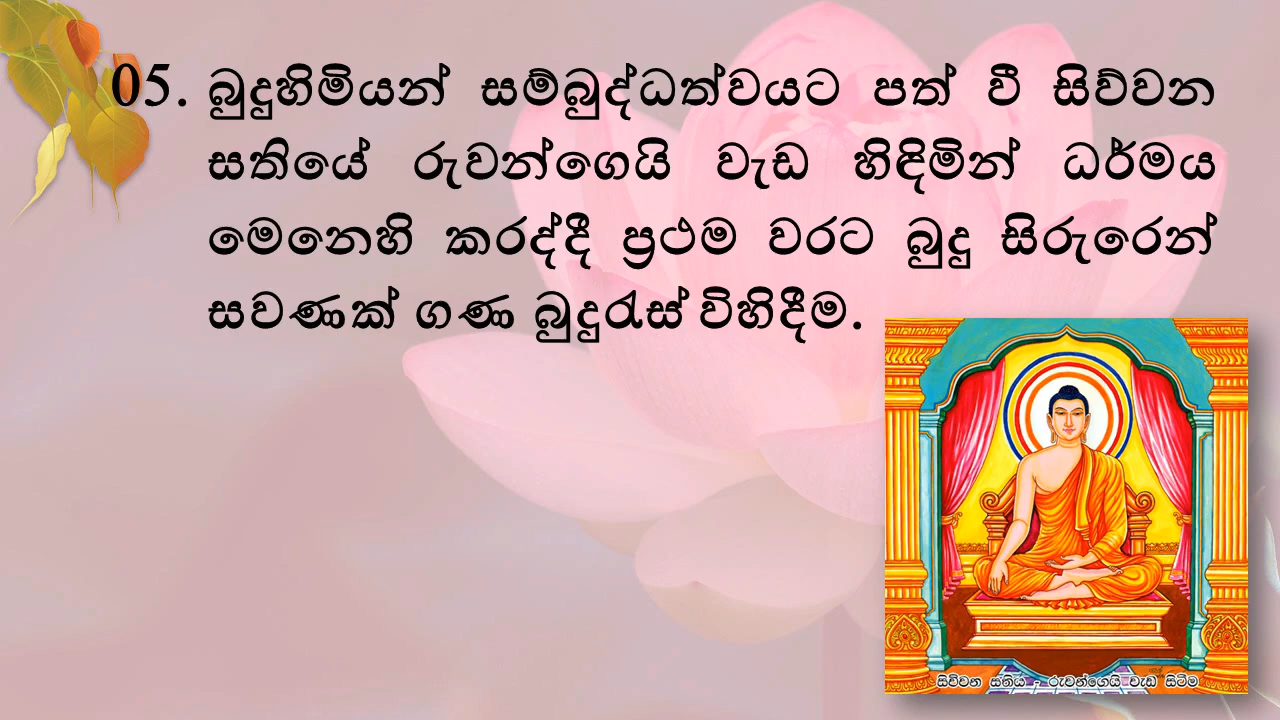 05. බුදුහිමියන් සම්බුද්ධත්වයට පත් වී සිව්වන
සතියේ රුවන්ගෙයි වැඩ හිඳිමින් ධර්මය
මෙනෙහි කරද්දී ප්‍රථම වරට බුදු සිරුරෙන්
සවණක් ගණ බුදුරැස් විහිදීම.
සිව්වන සතිය - රුවන්ගෙයි වැඩ සිටීම